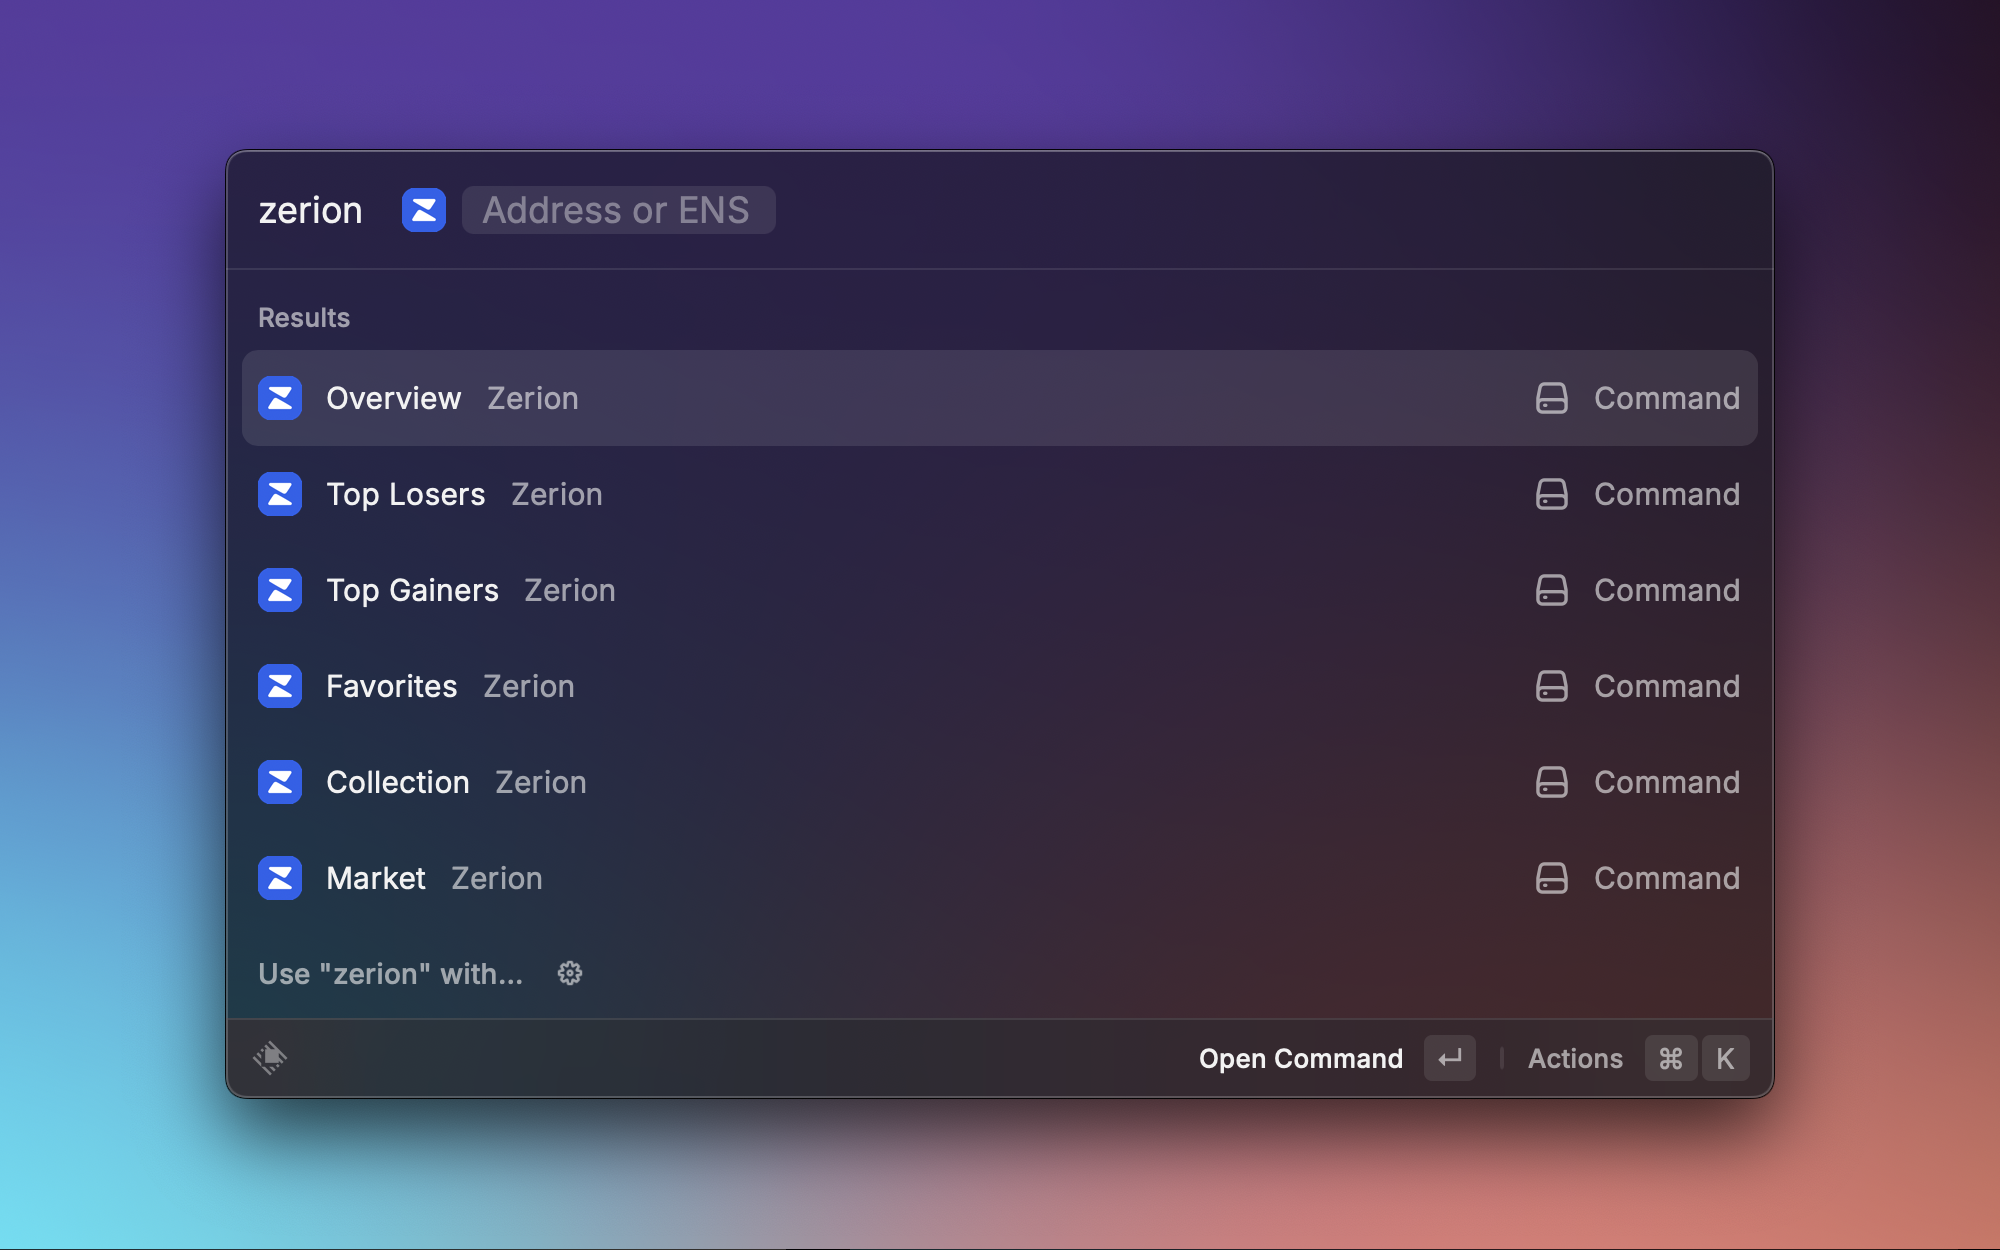 zerion Address or ENS
Results
Overview Zerion Command
Top Losers Zerion Command
Top Gainers Zerion Command
Favorites Zerion Command
Collection Zerion Command
Market Zerion Command
Use "zerion" with...
Open Command ↵ Actions ⌘ K